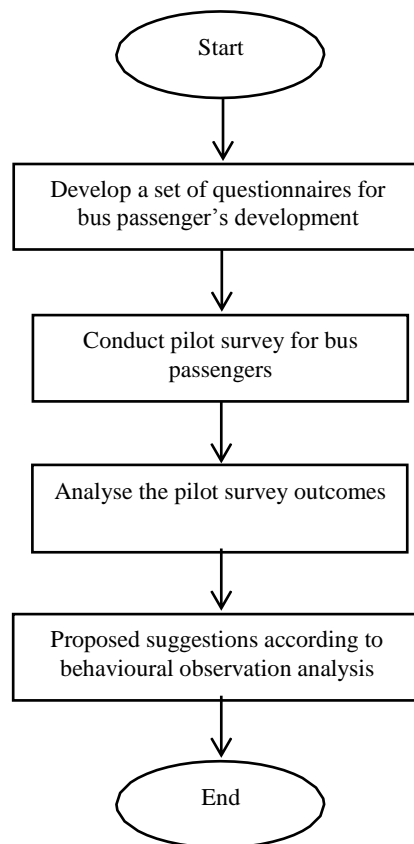 Start
Develop a set of questionnaires for
bus passenger's development
Conduct pilot survey for bus
passengers
Analyse the pilot survey outcomes
Proposed suggestions according to
behavioural observation analysis
End